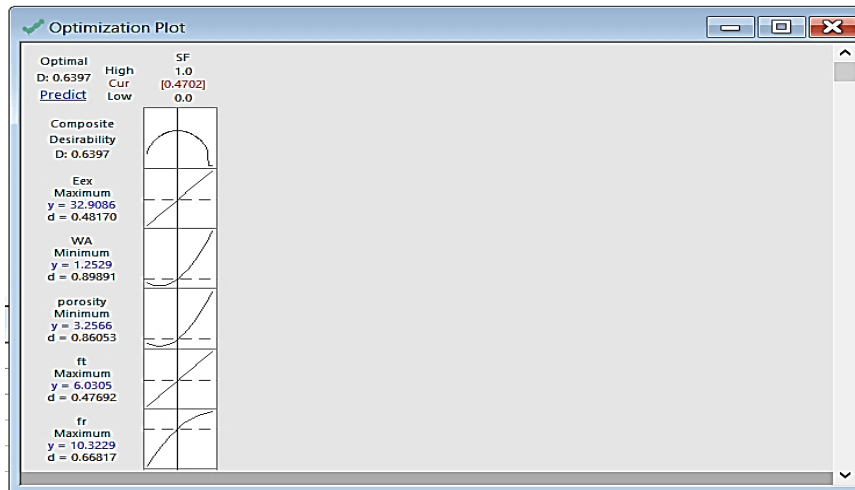 Optimization Plot
Optimal
D: 0.6397
Predict
High
Cur
Low
SF
1.0
[0.4702]
0.0
Composite
Desirability
D: 0.6397
Eex
Maximum
y = 32.9086
d = 0.48170
WA
Minimum
y = 1.2529
d = 0.89891
porosity
Minimum
y = 3.2566
d = 0.86053
ft
Maximum
y = 6.0305
d = 0.47692
fr
Maximum
y = 10.3229
d = 0.66817